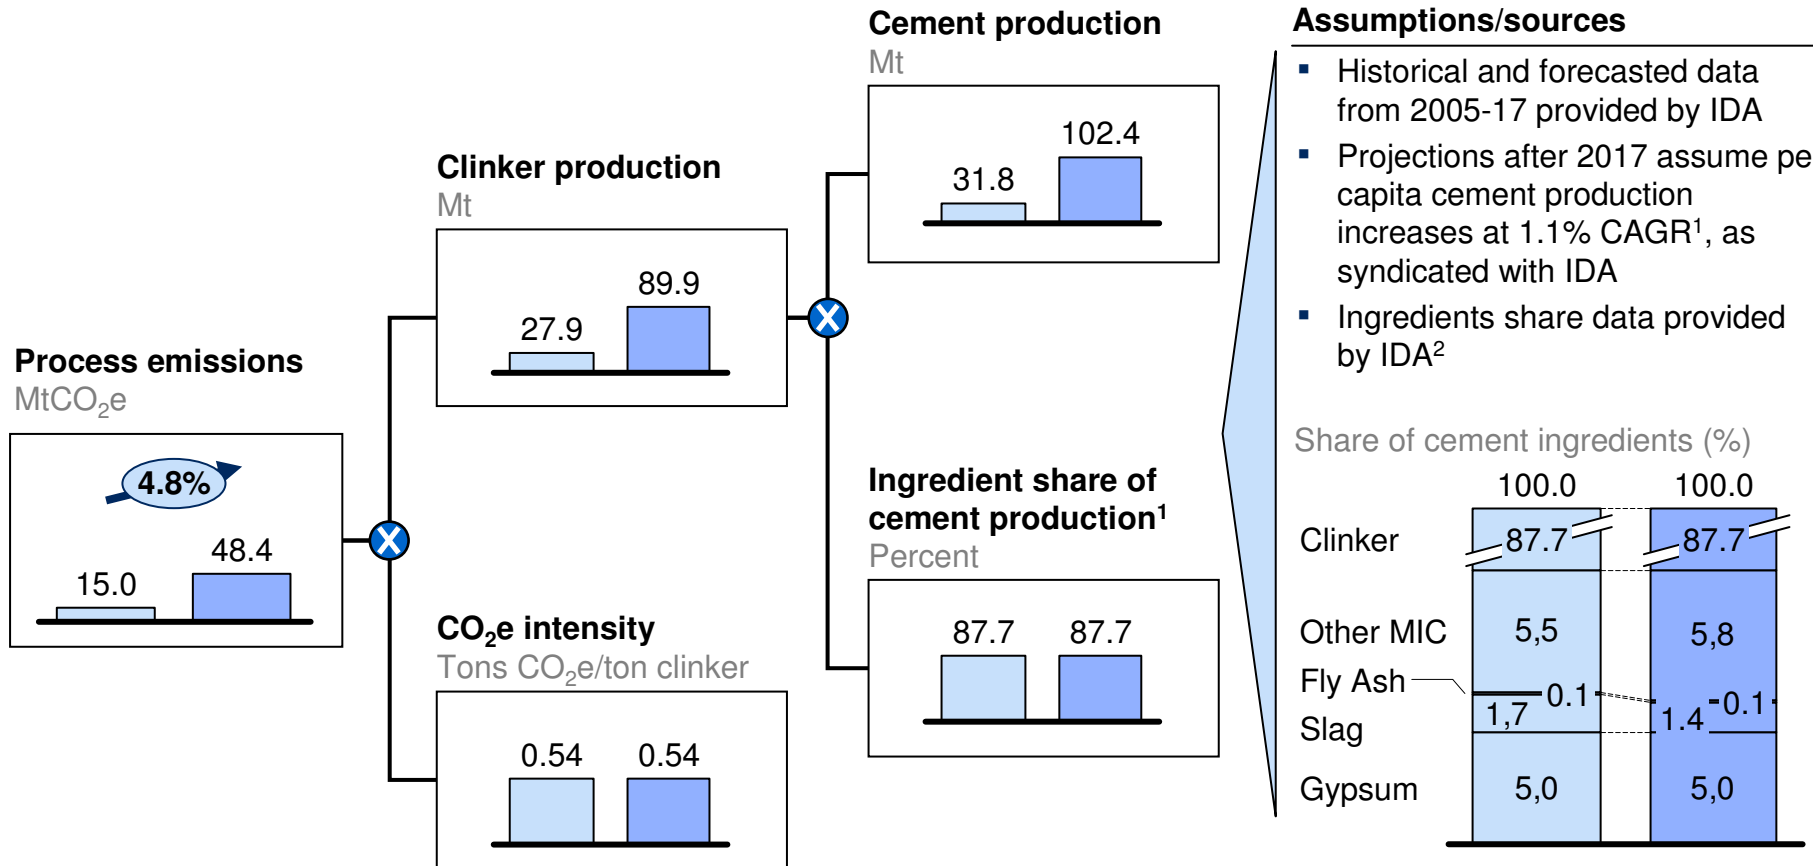 Process emissions
MtCO₂e
4.8%
15.0
48.4
X
Clinker production
Mt
27.9
89.9
CO₂e intensity
Tons CO₂e/ton clinker
0.54
0.54
X
Cement production
Mt
31.8
102.4
Ingredient share of
cement production¹
Percent
87.7
87.7
Assumptions/sources
▪ Historical and forecasted data
from 2005-17 provided by IDA
▪ Projections after 2017 assume pe
capita cement production
increases at 1.1% CAGR¹, as
syndicated with IDA
▪ Ingredients share data provided
by IDA²
Share of cement ingredients (%)
100.0 100.0
Clinker 87.7 87.7
Other MIC 5,5 5,8
Fly Ash 0.1 0.1
Slag 1,7 1.4
Gypsum 5,0 5,0